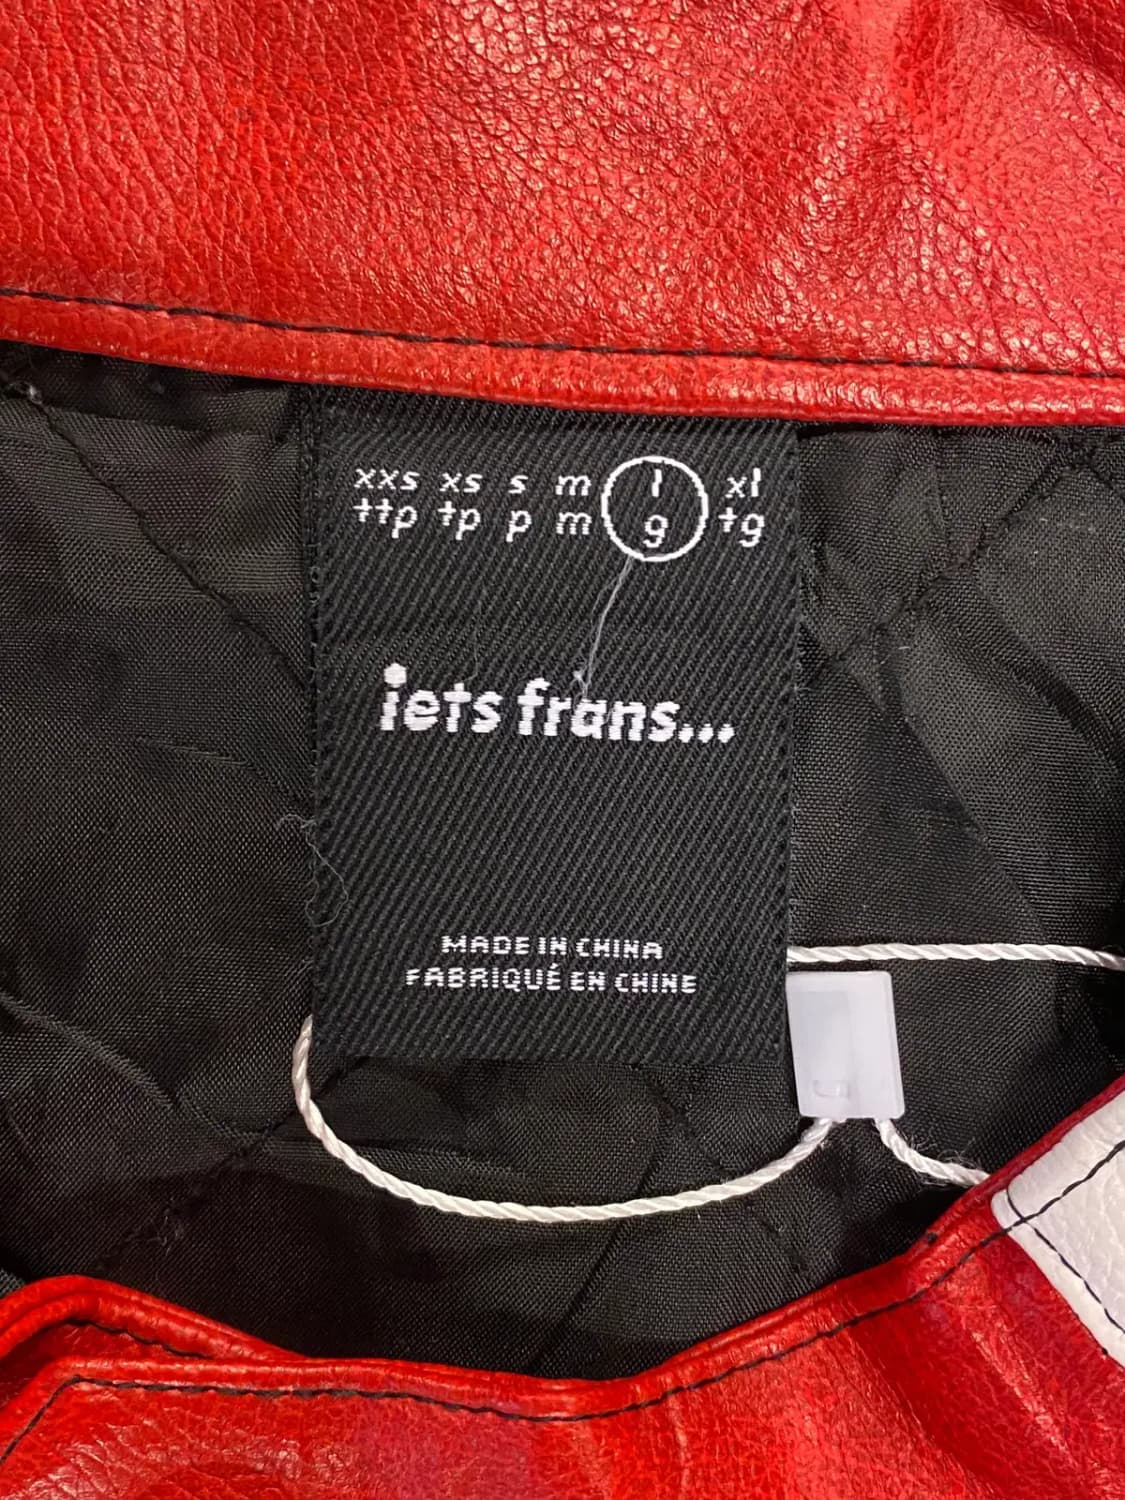 xxs xs s m l xl
ttp tp p m g tg
iets frans...
MADE IN CHINA
FABRIQUÉ EN CHINE